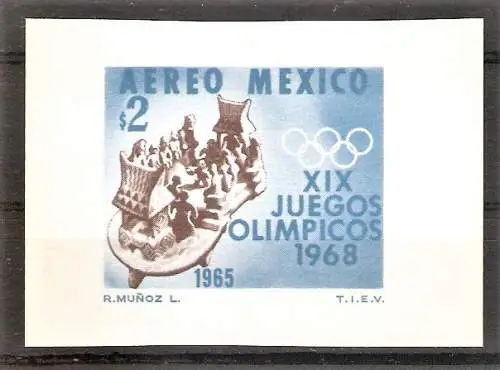 AEREO MEXICO
$2
XIX
JUEGOS
OLIMPICOS
1968
1965
R.MUÑOZ L.
T.I.E.V.